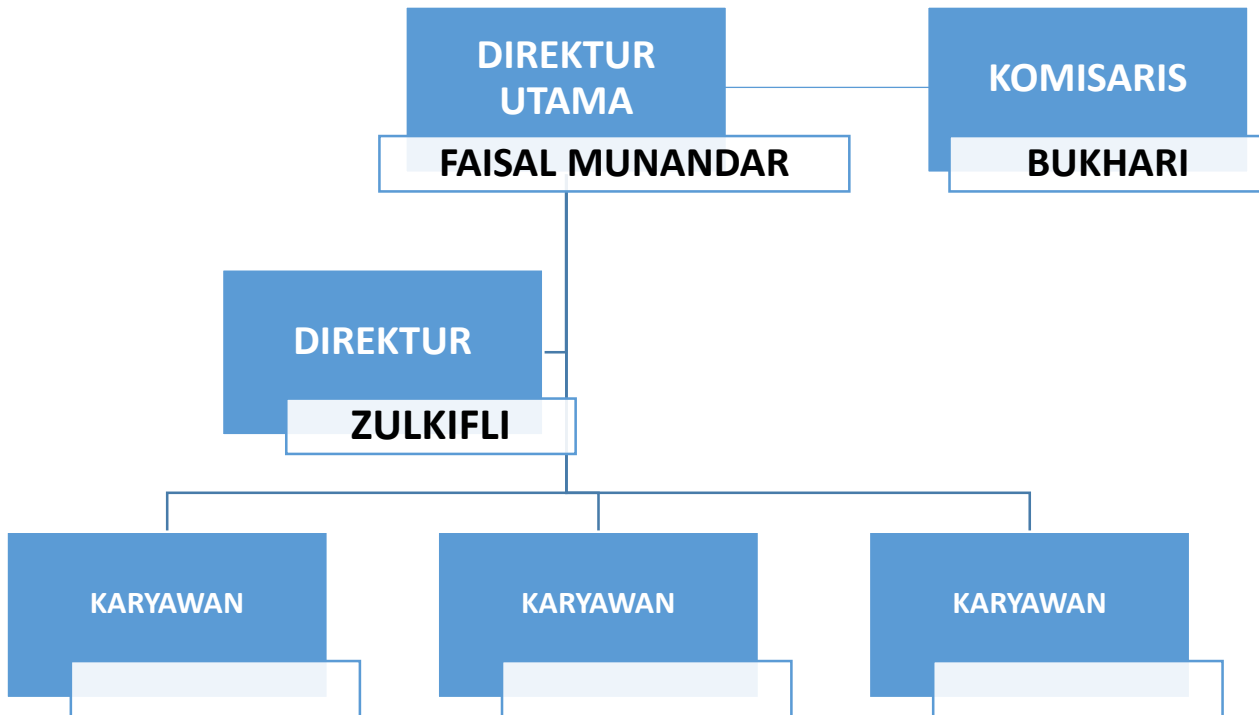 DIREKTUR
UTAMA
FAISAL MUNANDAR
KOMISARIS
BUKHARI
DIREKTUR
ZULKIFLI
KARYAWAN
KARYAWAN
KARYAWAN